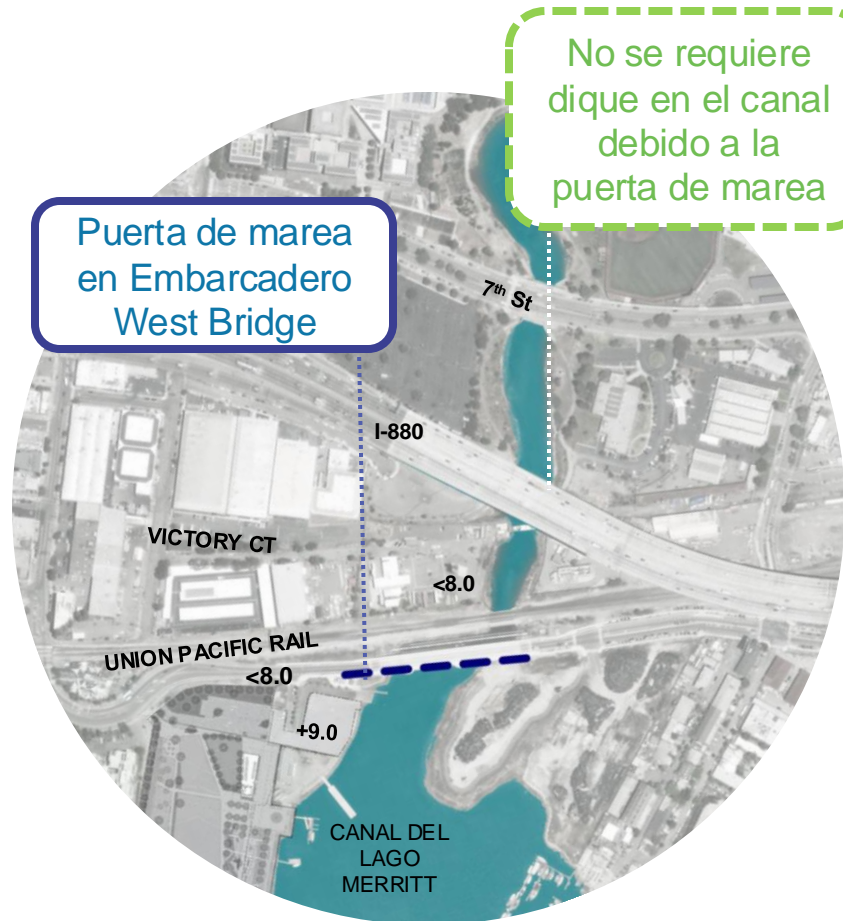 No se requiere
dique en el canal
debido a la
puerta de marea
Puerta de marea
en Embarcadero
West Bridge
7th St
I-880
VICTORY CT
<8.0
UNION PACIFIC RAIL
<8.0
+9.0
CANAL DEL
LAGO
MERRITT